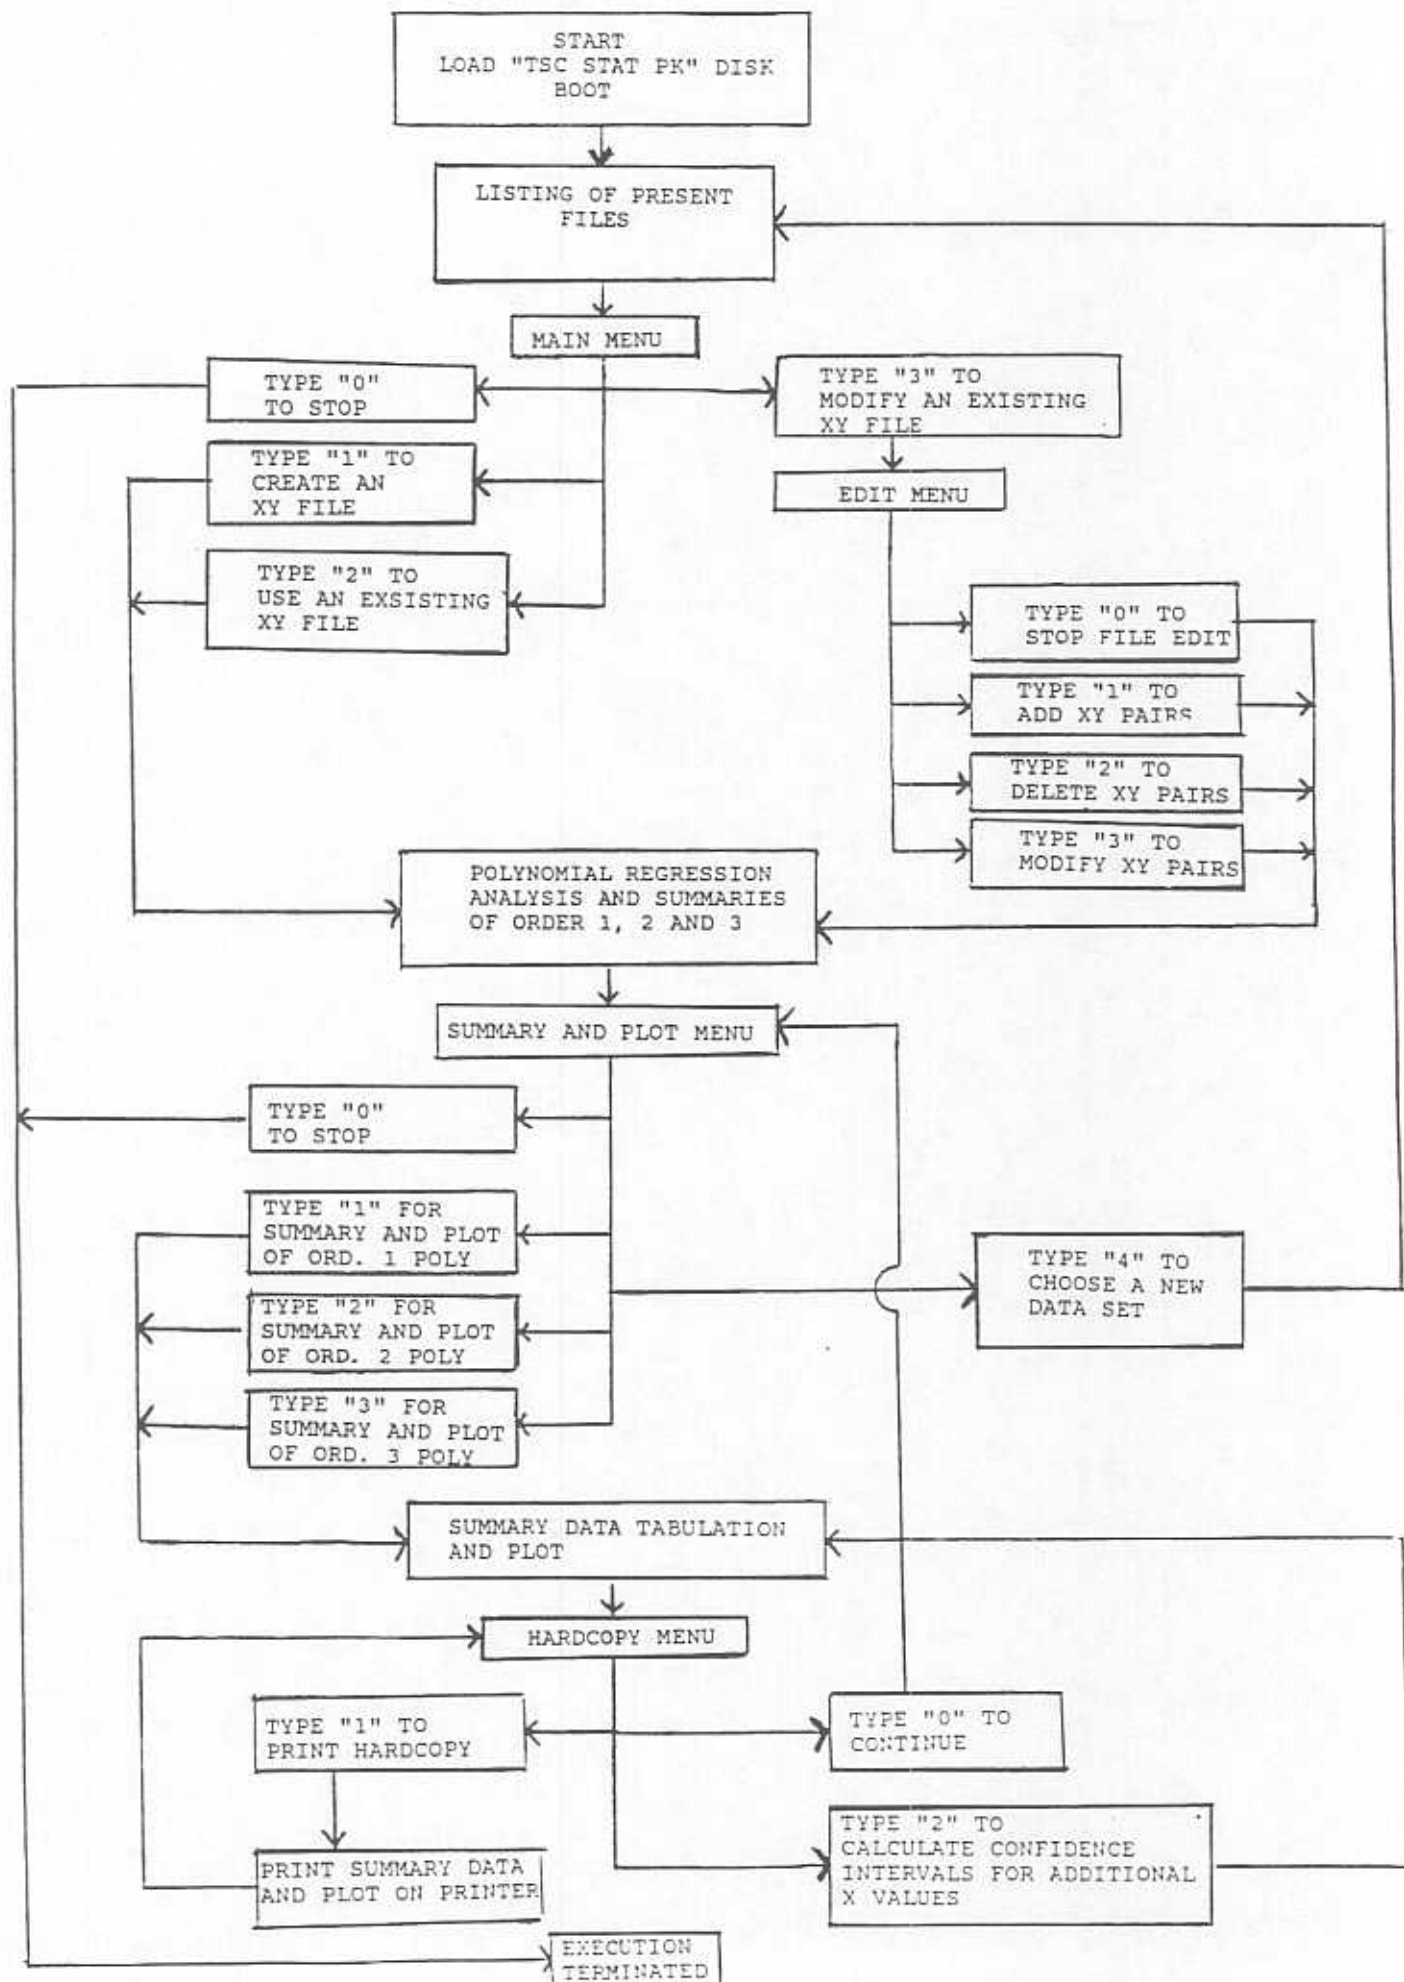 START
LOAD "TSC STAT PK" DISK
BOOT
LISTING OF PRESENT
FILES
MAIN MENU
TYPE "0"
TO STOP
TYPE "3" TO
MODIFY AN EXISTING
XY FILE
TYPE "1" TO
CREATE AN
XY FILE
EDIT MENU
TYPE "2" TO
USE AN EXSISTING
XY FILE
TYPE "0" TO
STOP FILE EDIT
TYPE "1" TO
ADD XY PAIRS
TYPE "2" TO
DELETE XY PAIRS
TYPE "3" TO
MODIFY XY PAIRS
POLYNOMIAL REGRESSION
ANALYSIS AND SUMMARIES
OF ORDER 1, 2 AND 3
SUMMARY AND PLOT MENU
TYPE "0"
TO STOP
TYPE "1" FOR
SUMMARY AND PLOT
OF ORD. 1 POLY
TYPE "2" FOR
SUMMARY AND PLOT
OF ORD. 2 POLY
TYPE "3" FOR
SUMMARY AND PLOT
OF ORD. 3 POLY
TYPE "4" TO
CHOOSE A NEW
DATA SET
SUMMARY DATA TABULATION
AND PLOT
HARDCOPY MENU
TYPE "1" TO
PRINT HARDCOPY
TYPE "0" TO
CONTINUE
PRINT SUMMARY DATA
AND PLOT ON PRINTER
TYPE "2" TO
CALCULATE CONFIDENCE
INTERVALS FOR ADDITIONAL
X VALUES
EXECUTION
TERMINATED